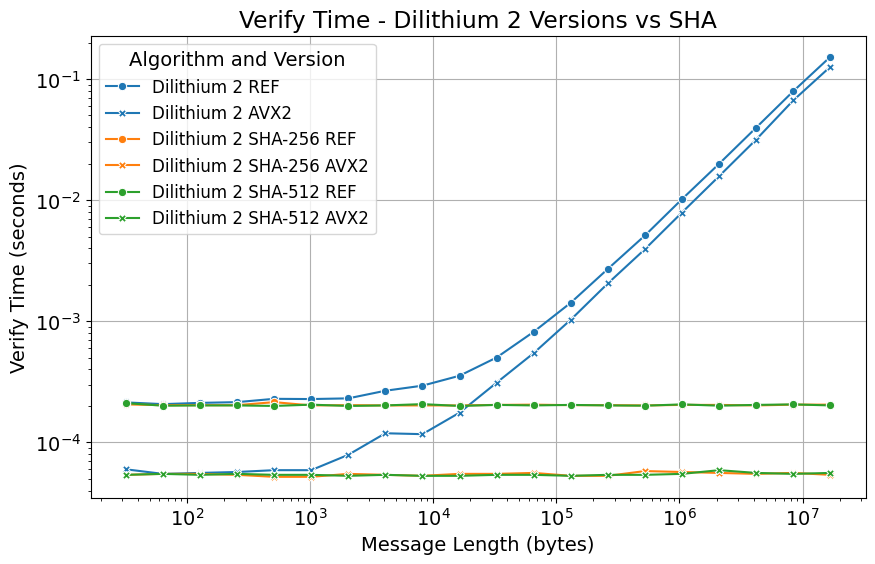 Verify Time - Dilithium 2 Versions vs SHA
Algorithm and Version
Dilithium 2 REF
Dilithium 2 AVX2
Dilithium 2 SHA-256 REF
Dilithium 2 SHA-256 AVX2
Dilithium 2 SHA-512 REF
Dilithium 2 SHA-512 AVX2
Verify Time (seconds)
10⁻¹
10⁻²
10⁻³
10⁻⁴
10² 10³ 10⁴ 10⁵ 10⁶ 10⁷
Message Length (bytes)